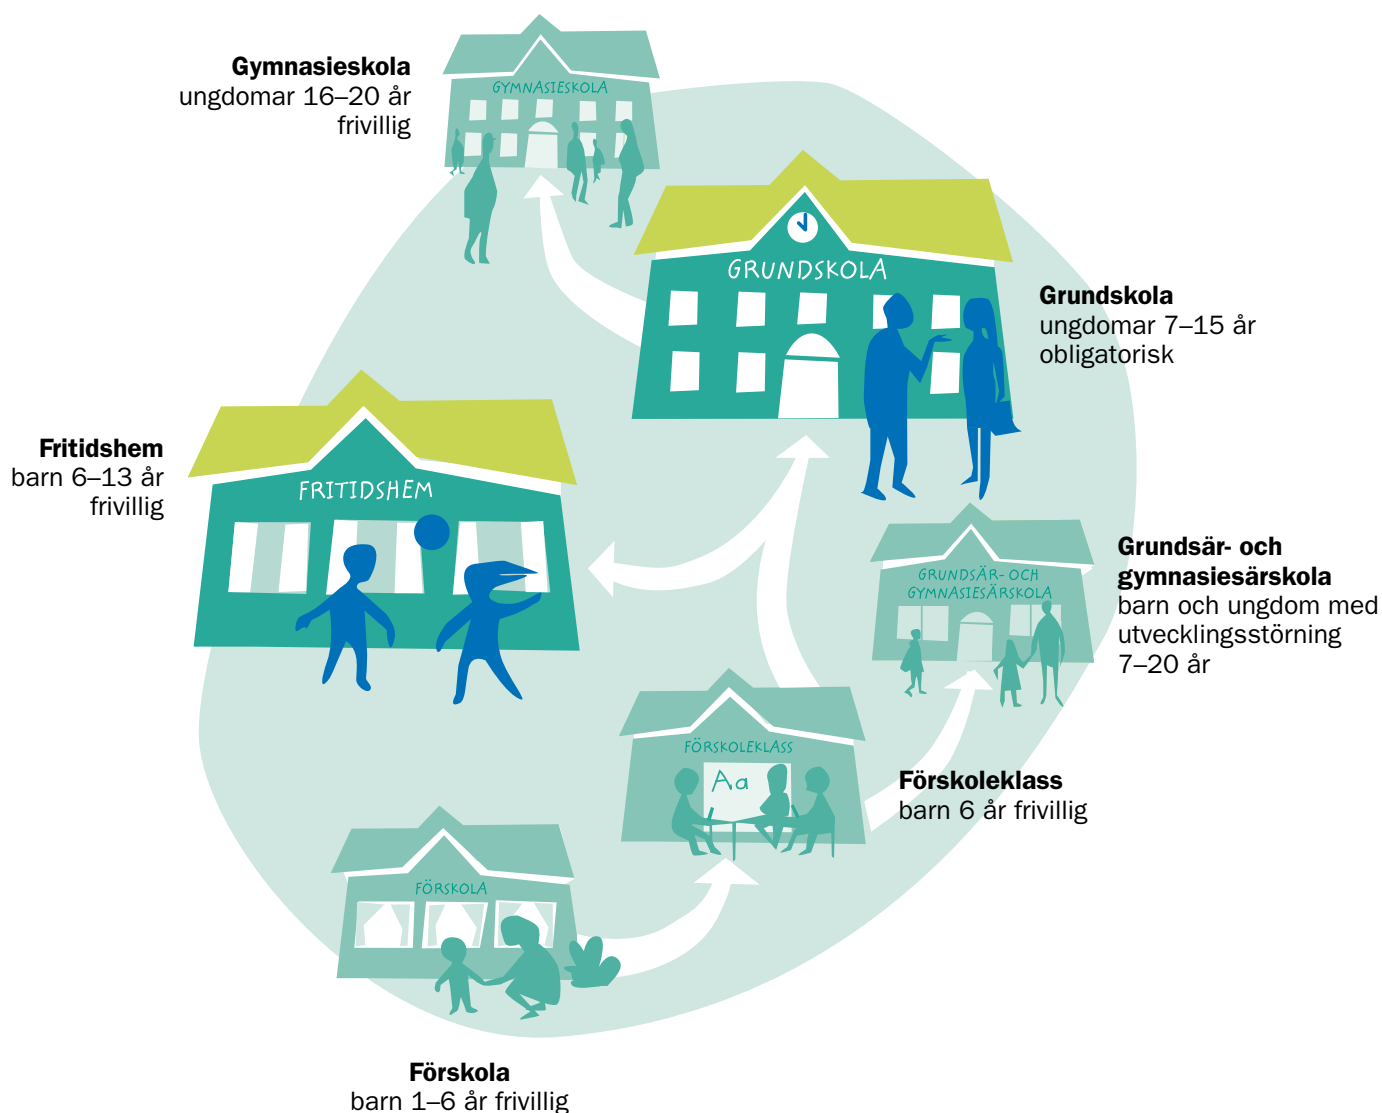 Gymnasieskola
ungdomar 16–20 år
frivillig
GYMNASIESKOLA
GRUNDSKOLA
Grundskola
ungdomar 7–15 år
obligatorisk
Fritidshem
barn 6–13 år
frivillig
FRITIDSHEM
GRUNDSÄR- OCH
GYMNASIESÄRSKOLA
Grundsär- och
gymnasiesärskola
barn och ungdom med
utvecklingsstörning
7–20 år
FÖRSKOLEKLASS
Aa
Förskoleklass
barn 6 år frivillig
FÖRSKOLA
Förskola
barn 1–6 år frivillig